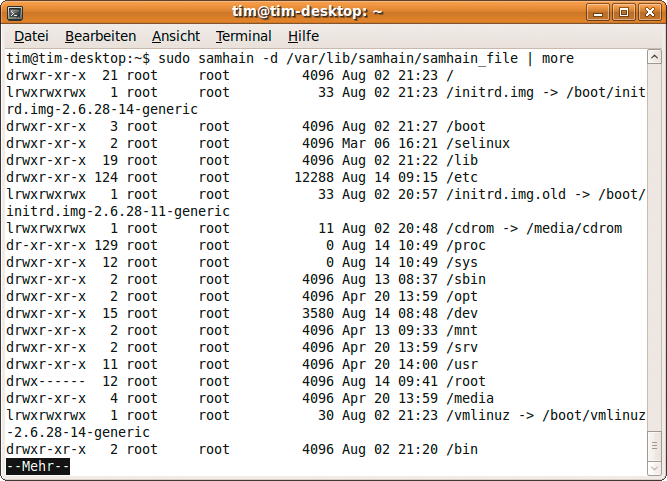 tim@tim-desktop: ~
Datei Bearbeiten Ansicht Terminal Hilfe
tim@tim-desktop:~$ sudo samhain -d /var/lib/samhain/samhain_file | more
drwxr-xr-x  21 root     root         4096 Aug 02 21:23 /
lrwxrwxrwx   1 root     root           33 Aug 02 21:23 /initrd.img -> /boot/init
rd.img-2.6.28-14-generic
drwxr-xr-x   3 root     root         4096 Aug 02 21:27 /boot
drwxr-xr-x   2 root     root         4096 Mar 06 16:21 /selinux
drwxr-xr-x  19 root     root         4096 Aug 02 21:22 /lib
drwxr-xr-x 124 root     root        12288 Aug 14 09:15 /etc
lrwxrwxrwx   1 root     root           33 Aug 02 20:57 /initrd.img.old -> /boot/
initrd.img-2.6.28-11-generic
lrwxrwxrwx   1 root     root           11 Aug 02 20:48 /cdrom -> /media/cdrom
dr-xr-xr-x 129 root     root            0 Aug 14 10:49 /proc
drwxr-xr-x  12 root     root            0 Aug 14 10:49 /sys
drwxr-xr-x   2 root     root         4096 Aug 13 08:37 /sbin
drwxr-xr-x   2 root     root         4096 Apr 20 13:59 /opt
drwxr-xr-x  15 root     root         3580 Aug 14 08:48 /dev
drwxr-xr-x   2 root     root         4096 Apr 13 09:33 /mnt
drwxr-xr-x   2 root     root         4096 Apr 20 13:59 /srv
drwxr-xr-x  11 root     root         4096 Apr 20 14:00 /usr
drwx------  12 root     root         4096 Aug 14 09:41 /root
drwxr-xr-x   4 root     root         4096 Apr 20 13:59 /media
lrwxrwxrwx   1 root     root           30 Aug 02 21:23 /vmlinuz -> /boot/vmlinuz
-2.6.28-14-generic
drwxr-xr-x   2 root     root         4096 Aug 02 21:20 /bin
--Mehr--